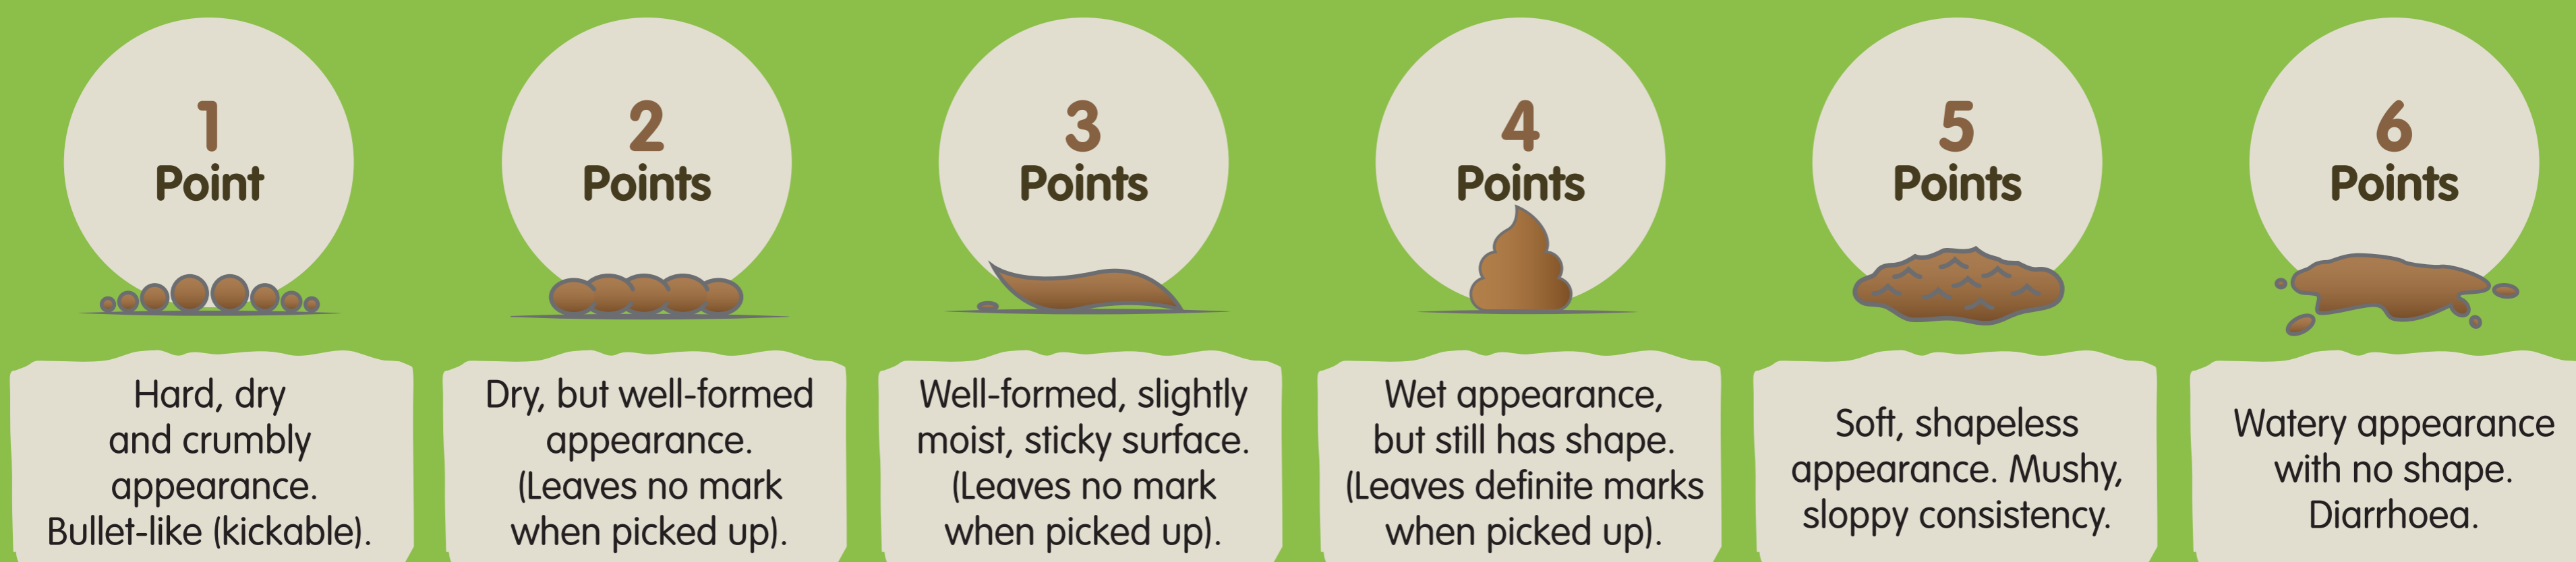 1
Point
Hard, dry
and crumbly
appearance.
Bullet-like (kickable).
2
Points
Dry, but well-formed
appearance.
(Leaves no mark
when picked up).
3
Points
Well-formed, slightly
moist, sticky surface.
(Leaves no mark
when picked up).
4
Points
Wet appearance,
but still has shape.
(Leaves definite marks
when picked up).
5
Points
Soft, shapeless
appearance. Mushy,
sloppy consistency.
6
Points
Watery appearance
with no shape.
Diarrhoea.